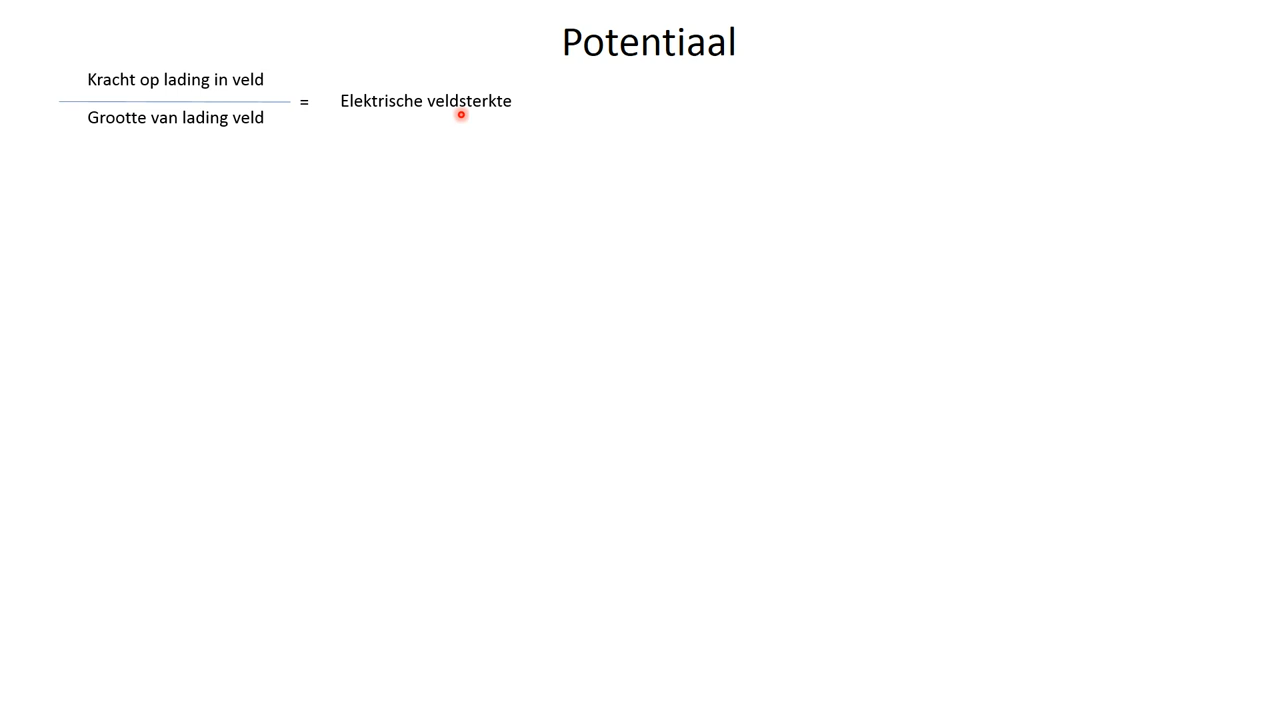 Potentiaal
Kracht op lading in veld
Grootte van lading veld
= Elektrische veldsterkte